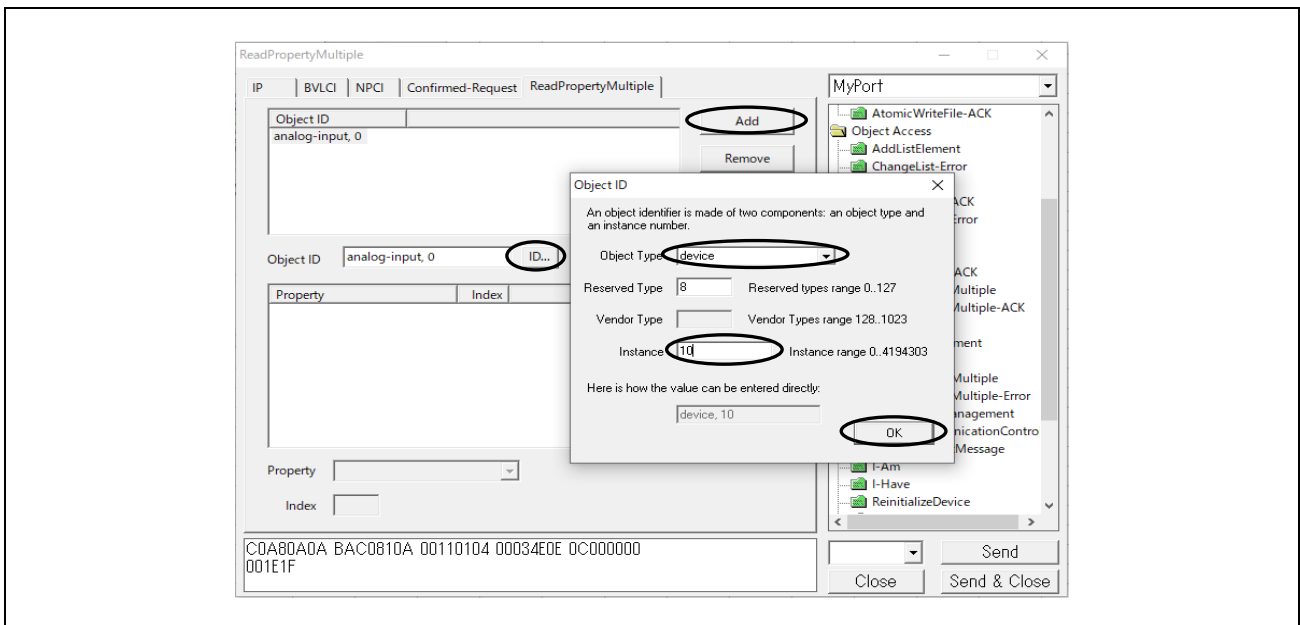 ReadPropertyMultiple
IP BVLCI NPCI Confirmed-Request ReadPropertyMultiple
Object ID
analog-input, 0
Add
Remove
Object ID analog-input, 0 ID...
Property Index
Property
Index
C0A80A0A BAC0810A 00110104 00034E0E 0C000000
001E1F
Object ID
An object identifier is made of two components: an object type and
an instance number.
Object Type device
Reserved Type 8 Reserved types range 0..127
Vendor Type Vendor Types range 128..1023
Instance 10 Instance range 0..4194303
Here is how the value can be entered directly:
device, 10
OK
MyPort
AtomicWriteFile-ACK
Object Access
AddListElement
ChangeList-Error
ACK
Error
ACK
Multiple
Multiple-ACK
ment
Multiple
Multiple-Error
nagement
nicationContro
Message
I-Am
I-Have
ReinitializeDevice
Send
Close Send & Close